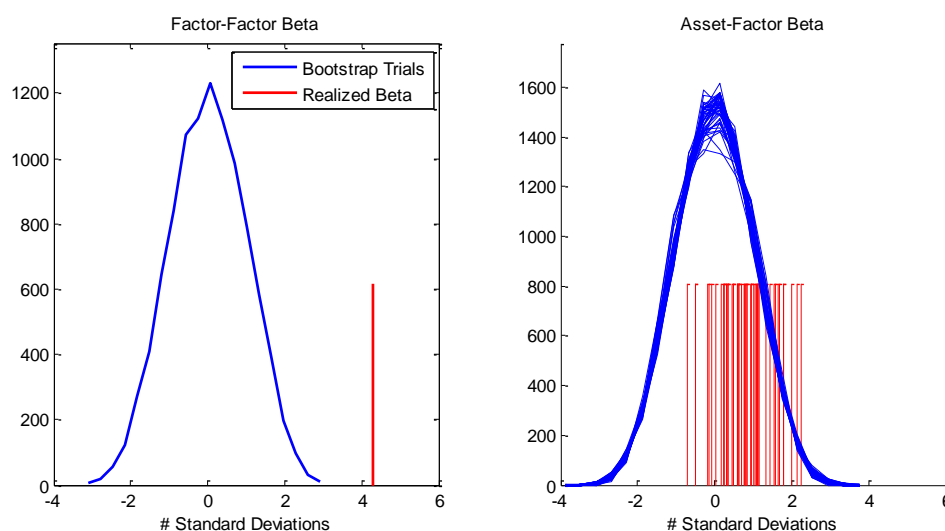 Factor-Factor Beta
Bootstrap Trials
Realized Beta
1200
1000
800
600
400
200
0
-4 -2 0 2 4 6
# Standard Deviations
Asset-Factor Beta
1600
1400
1200
1000
800
600
400
200
0
-4 -2 0 2 4 6
# Standard Deviations